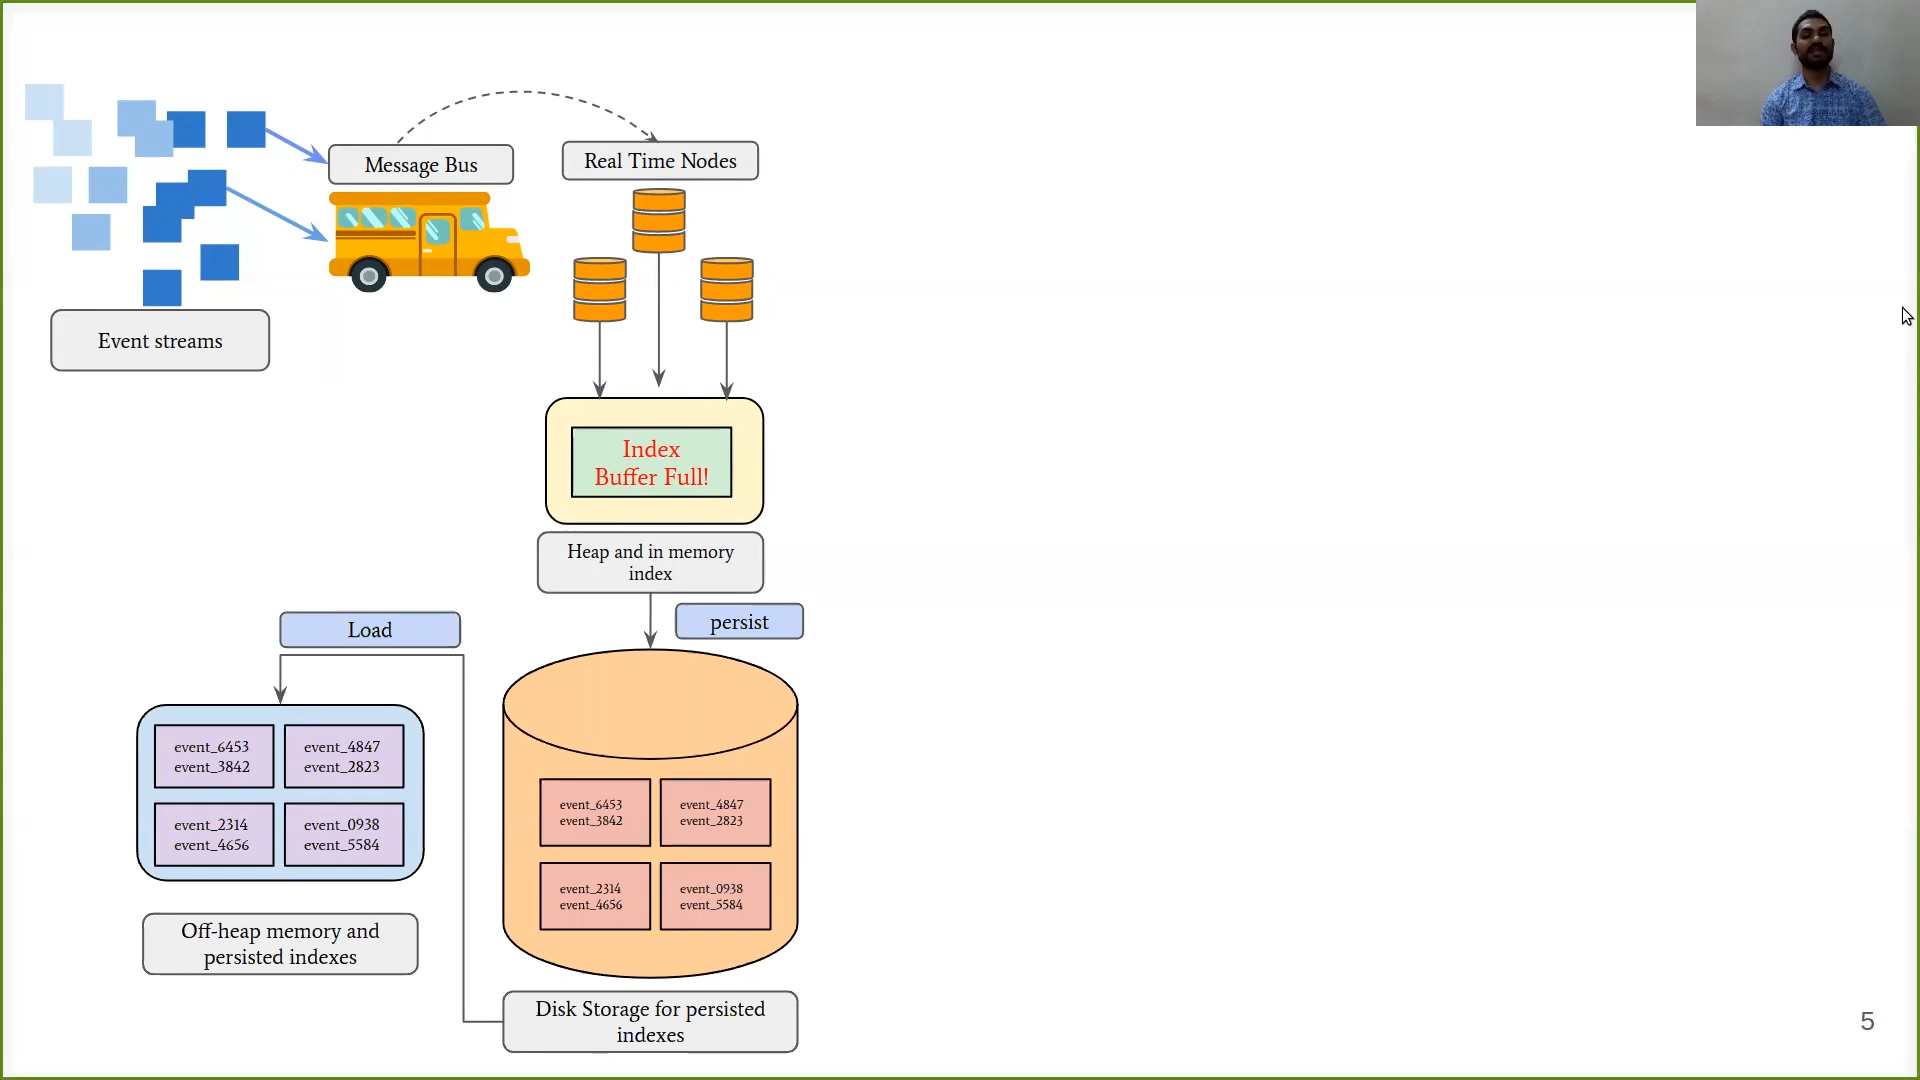 Message Bus
Real Time Nodes
Event streams
Index
Buffer Full!
Heap and in memory
index
persist
Load
event_6453
event_3842
event_4847
event_2823
event_2314
event_4656
event_0938
event_5584
Off-heap memory and
persisted indexes
event_6453
event_3842
event_4847
event_2823
event_2314
event_4656
event_0938
event_5584
Disk Storage for persisted
indexes
5